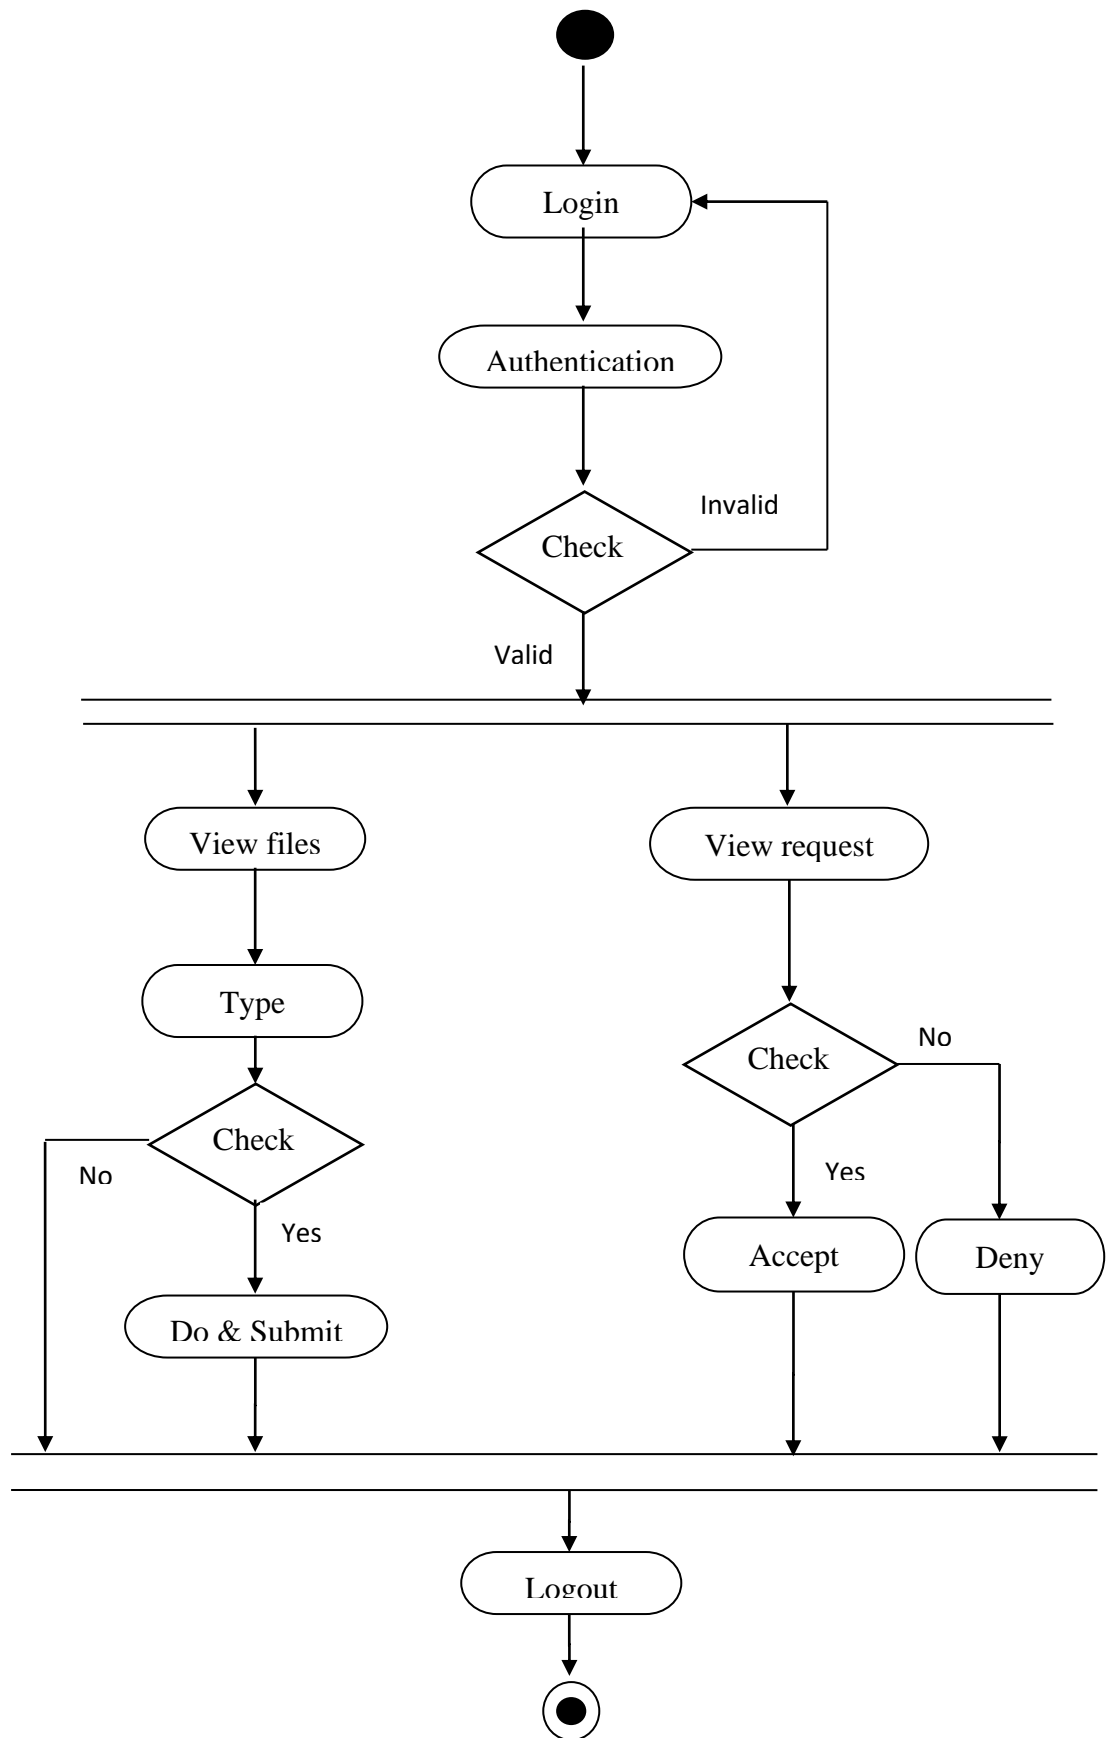 Login
Authentication
Invalid
Check
Valid
View files
View request
Type
No
Check
Check
No
Yes
Yes
Accept
Deny
Do & Submit
Logout